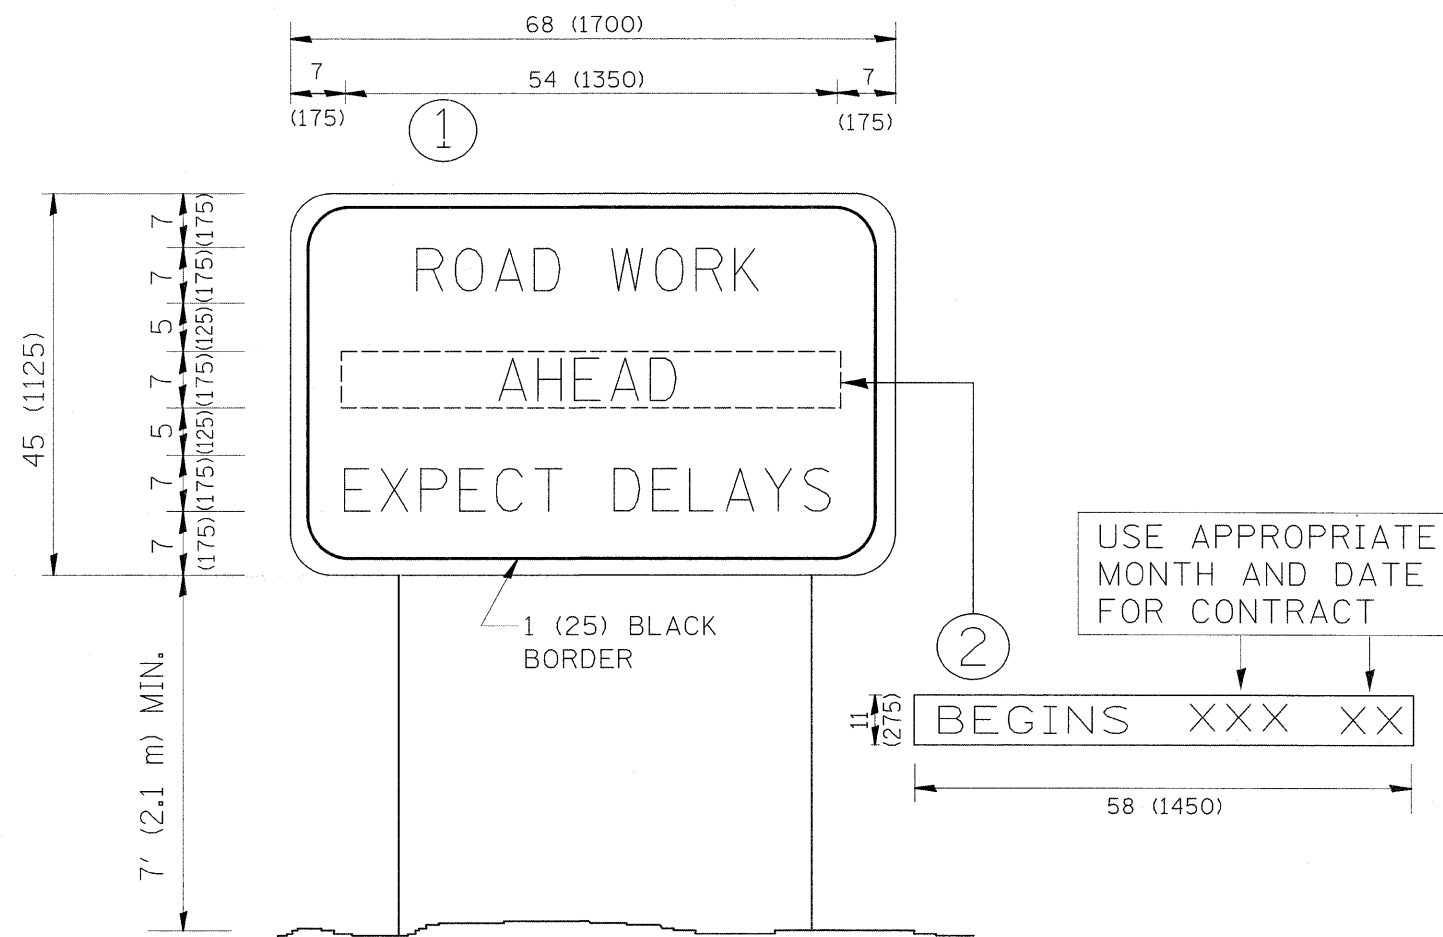 68 (1700)
7
54 (1350)
7
(175)
(175)
1
45 (1125)
7 (175)
7 (175)
5 (125)
7 (175)
5 (125)
7 (175)
7 (175)
ROAD WORK
AHEAD
EXPECT DELAYS
1 (25) BLACK
BORDER
7' (2.1 m) MIN.
2
USE APPROPRIATE
MONTH AND DATE
FOR CONTRACT
11
(275)
BEGINS XXX XX
58 (1450)